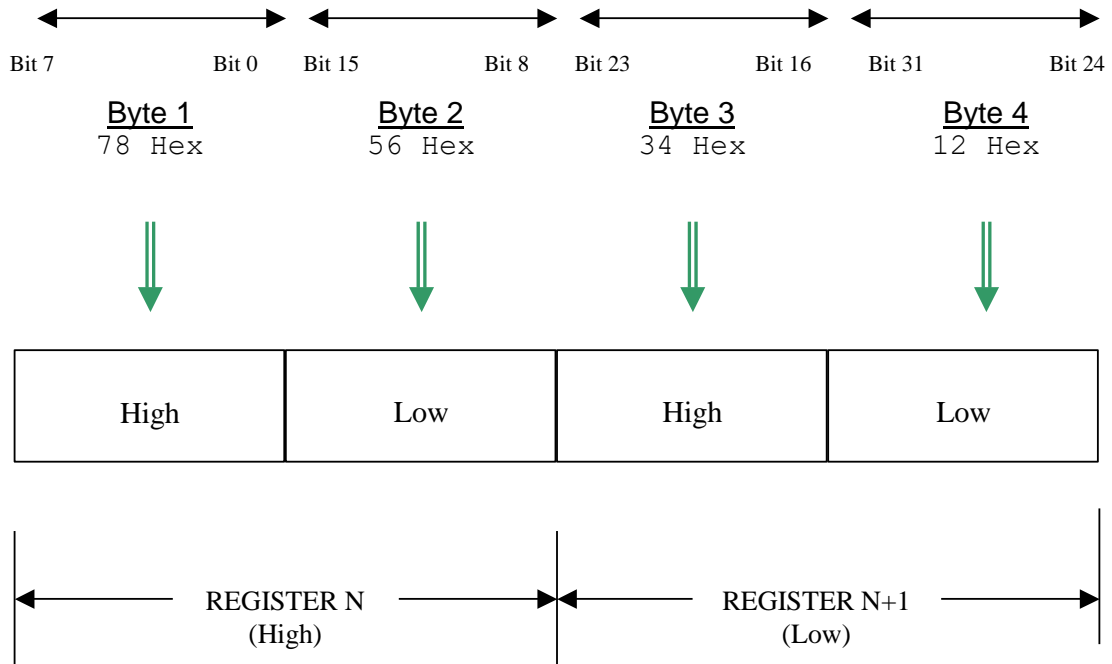 Bit 7 Bit 0 Bit 15 Bit 8 Bit 23 Bit 16 Bit 31 Bit 24
Byte 1 Byte 2 Byte 3 Byte 4
78 Hex 56 Hex 34 Hex 12 Hex
High Low High Low
REGISTER N REGISTER N+1
(High) (Low)